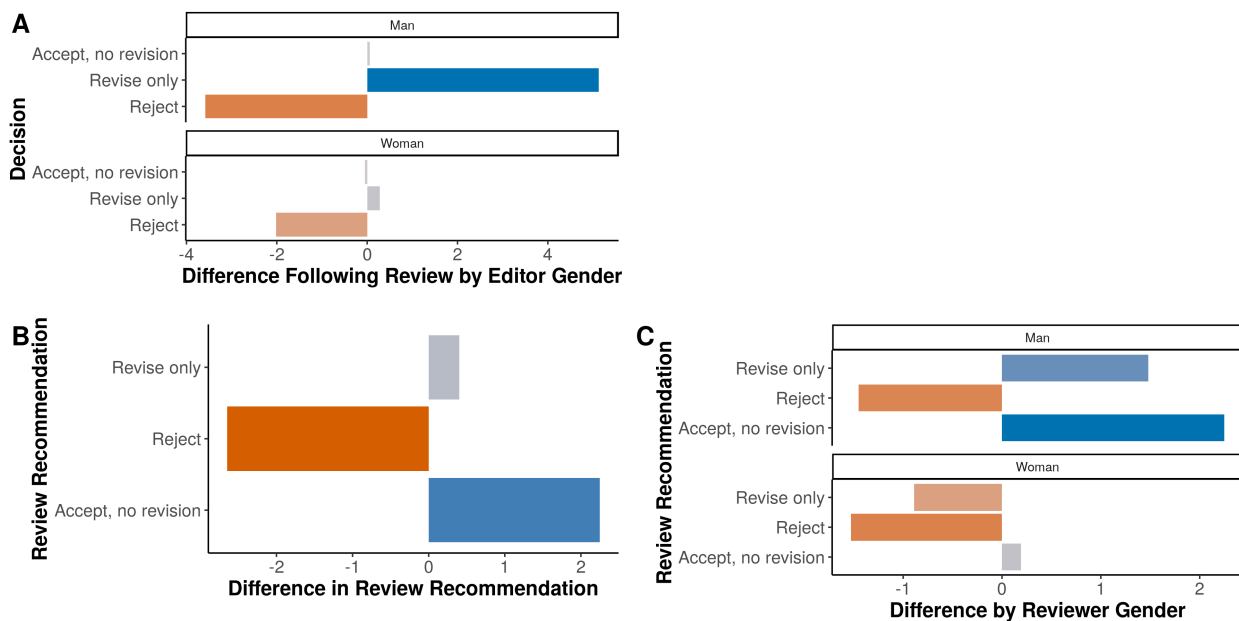 A
Man
Accept, no revision
Revise only
Reject
Woman
Accept, no revision
Revise only
Reject
Decision
-4 -2 0 2 4
Difference Following Review by Editor Gender
B
Revise only
Reject
Accept, no revision
Review Recommendation
-2 -1 0 1 2
Difference in Review Recommendation
C
Man
Revise only
Reject
Accept, no revision
Woman
Revise only
Reject
Accept, no revision
Review Recommendation
-1 0 1 2
Difference by Reviewer Gender